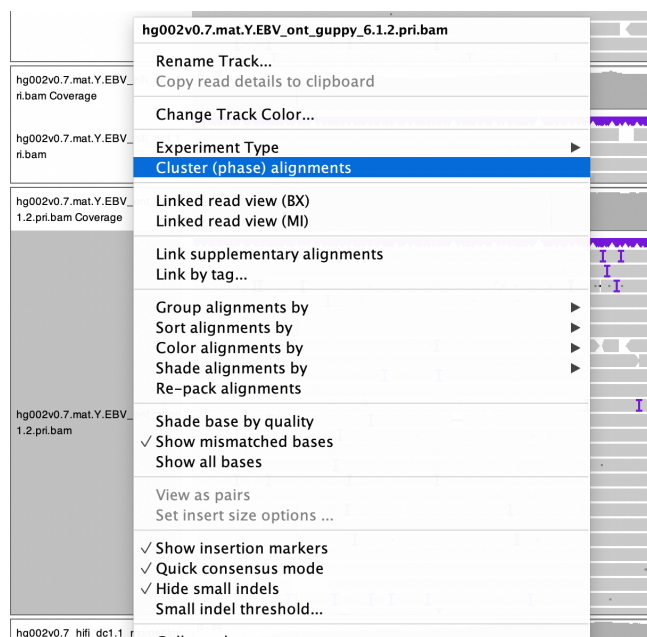 hg002v0.7.mat.Y.EBV_ont_guppy_6.1.2.pri.bam
Rename Track...
Copy read details to clipboard
Change Track Color...
Experiment Type
Cluster (phase) alignments
Linked read view (BX)
Linked read view (MI)
Link supplementary alignments
Link by tag...
Group alignments by
Sort alignments by
Color alignments by
Shade alignments by
Re-pack alignments
Shade base by quality
✓ Show mismatched bases
Show all bases
View as pairs
Set insert size options ...
✓ Show insertion markers
✓ Quick consensus mode
✓ Hide small indels
Small indel threshold...
hg002v0.7.mat.Y.EBV_
ri.bam Coverage
hg002v0.7.mat.Y.EBV_
ri.bam
hg002v0.7.mat.Y.EBV_
1.2.pri.bam Coverage
hg002v0.7.mat.Y.EBV_
1.2.pri.bam
hg002v0.7_hifi_dc1.1_